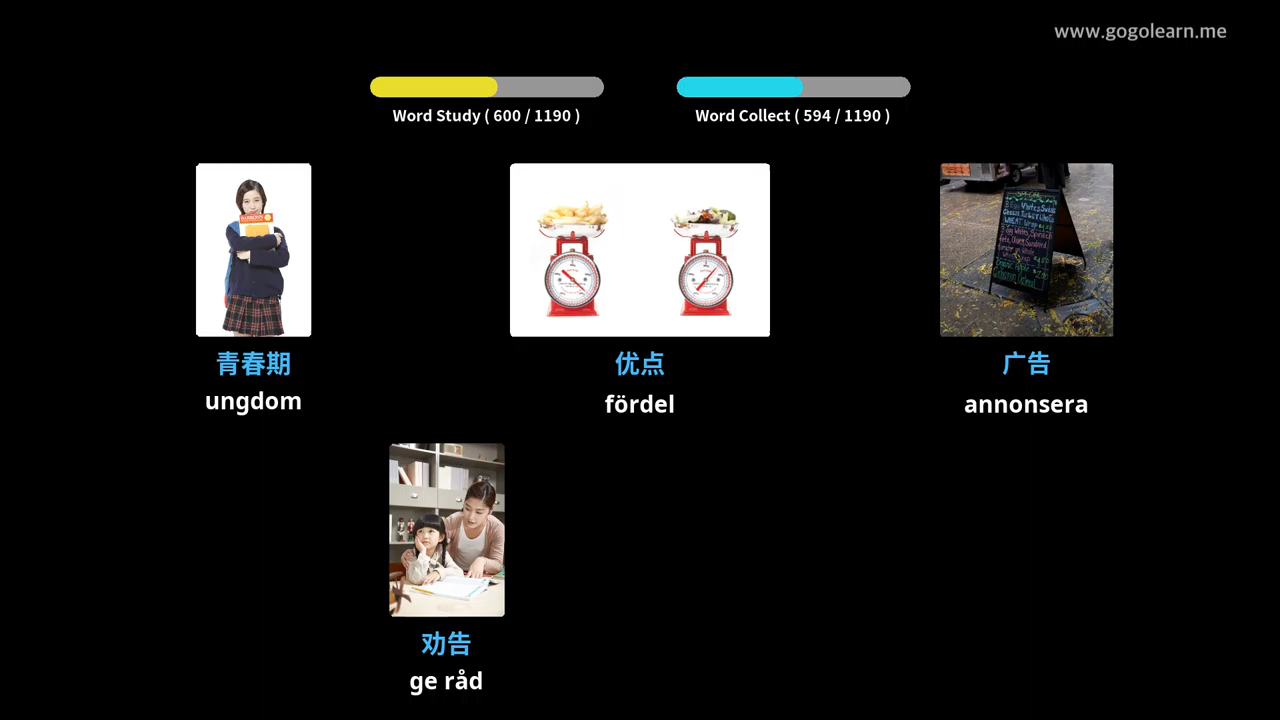 www.gogolearn.me
Word Study ( 600 / 1190 )
Word Collect ( 594 / 1190 )
青春期
ungdom
优点
fördel
广告
annonsera
劝告
ge råd